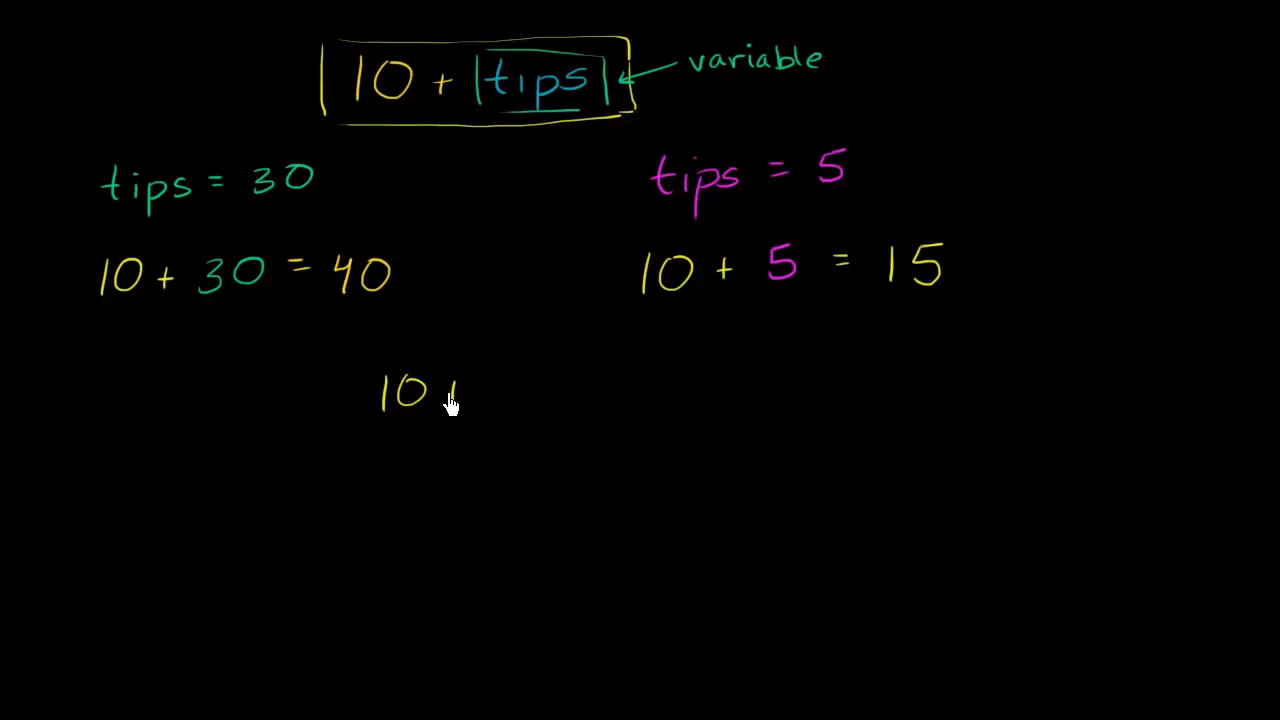 10 + tips variable
tips = 30 tips = 5
10 + 30 = 40 10 + 5 = 15
10